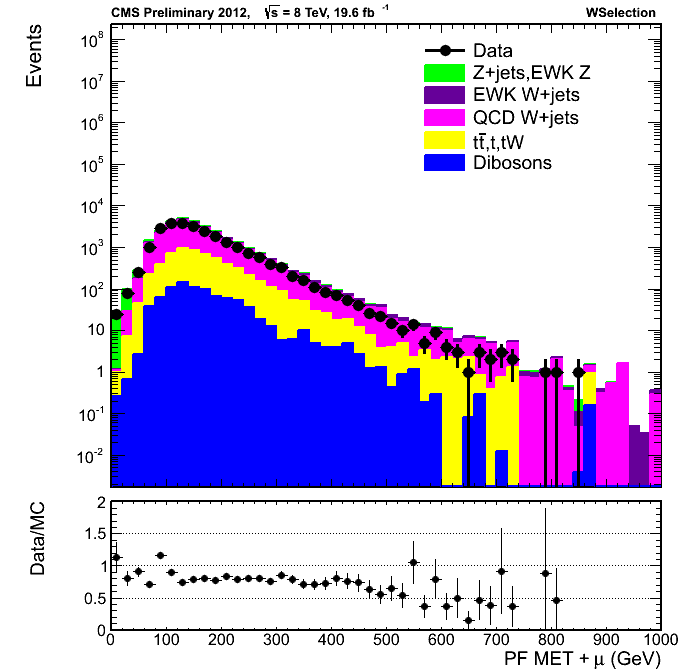 CMS Preliminary 2012, √s = 8 TeV, 19.6 fb⁻¹ WSelection
Events
10⁸
10⁷
10⁶
10⁵
10⁴
10³
10²
10
1
10⁻¹
10⁻²
Data
Z+jets,EWK Z
EWK W+jets
QCD W+jets
tt̄,t,tW
Dibosons
Data/MC
2
1.5
1
0.5
0
0 100 200 300 400 500 600 700 800 900 1000
PF MET + μ (GeV)